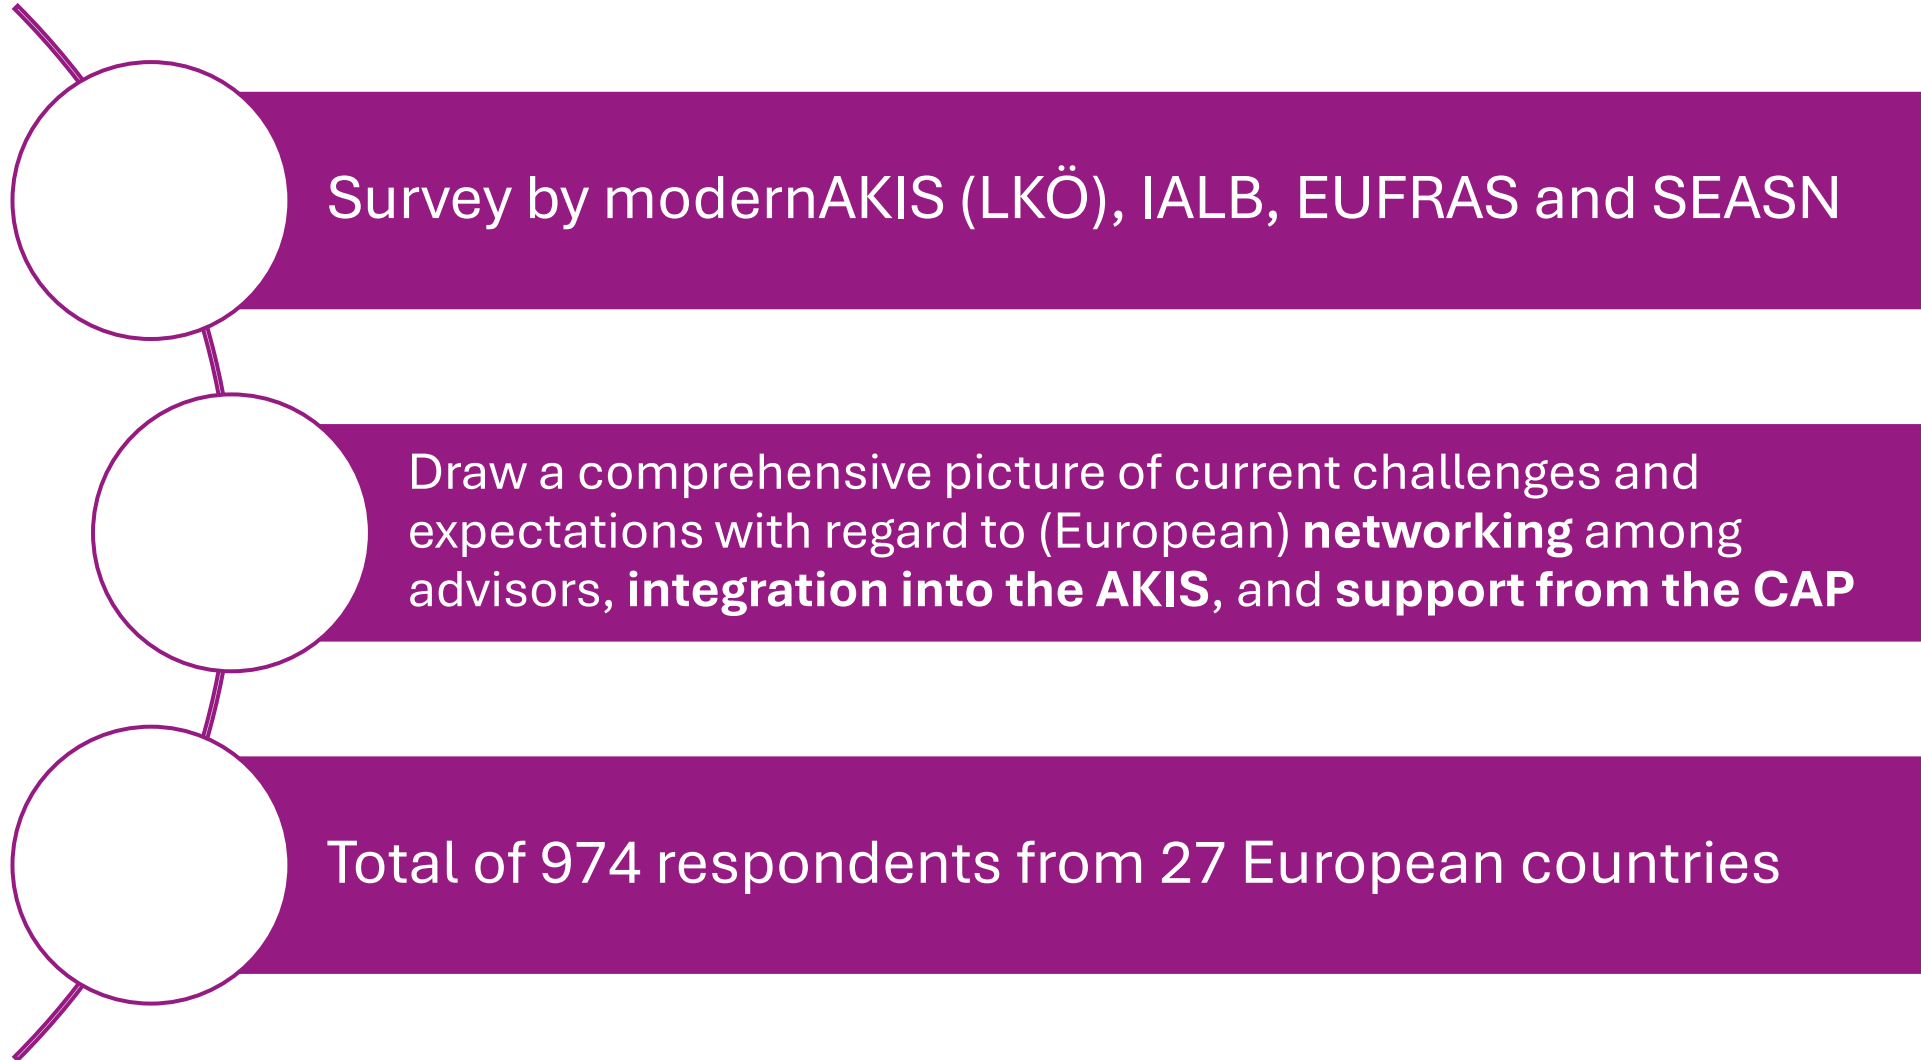 Survey by modernAKIS (LKÖ), IALB, EUFRAS and SEASN
Draw a comprehensive picture of current challenges and
expectations with regard to (European) networking among
advisors, integration into the AKIS, and support from the CAP
Total of 974 respondents from 27 European countries